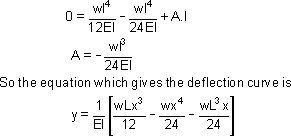 0 = wl⁴/12EI - wl⁴/24EI + A.l
A = - wl³/24EI
So the equation which gives the deflection curve is
y = 1/EI [wLx³/12 - wx⁴/24 - wL³x/24]